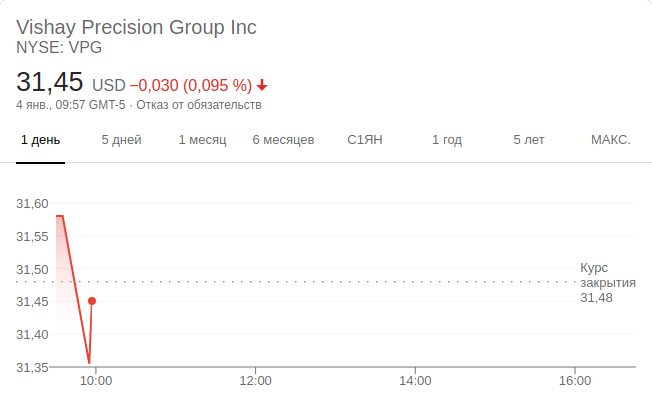 Vishay Precision Group Inc
NYSE: VPG
31,45 USD −0,030 (0,095 %)
4 янв., 09:57 GMT-5 · Отказ от обязательств
1 день 5 дней 1 месяц 6 месяцев С1ЯН 1 год 5 лет МАКС.
31,60
31,55
31,50
31,45
31,40
31,35
Курс
закрытия
31,48
10:00 12:00 14:00 16:00